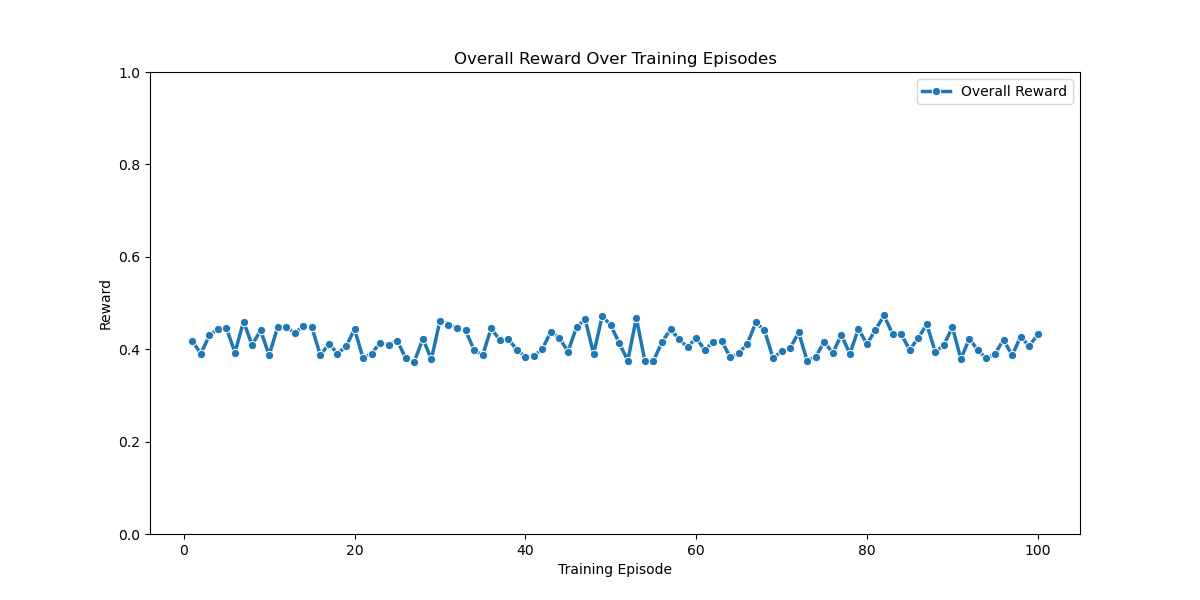 Overall Reward Over Training Episodes
1.0
Overall Reward
0.8
0.6
Reward
0.4
0.2
0.0
0 20 40 60 80 100
Training Episode